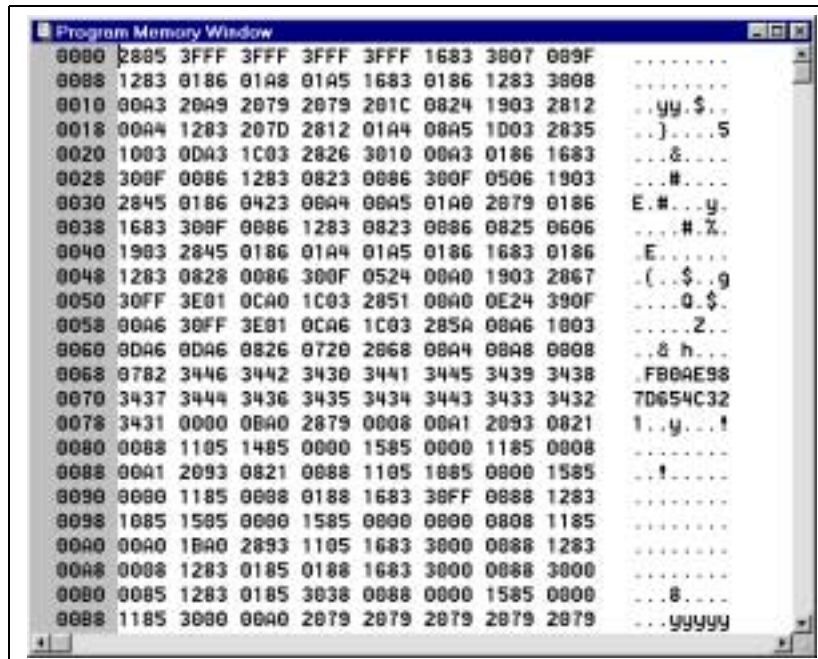 Program Memory Window
0000 2805 3FFF 3FFF 3FFF 3FFF 1683 3007 009F ........
0008 1283 0186 01A8 01A5 1683 0186 1283 3008 ........
0010 00A3 20A9 2079 2079 201C 0824 1903 2812 ..yy.$..
0018 00A4 1283 207D 2812 01A4 08A5 1D03 2835 ..}....5
0020 1003 0DA3 1C03 2826 3010 00A3 0186 1683 ...&....
0028 300F 0086 1283 0823 0086 300F 0506 1903 ...#....
0030 2845 0186 0423 00A4 00A5 01A0 2079 0186 E.#...y.
0038 1683 300F 0086 1283 0823 0086 0825 0606 ....#.%.
0040 1903 2845 0186 01A4 01A5 0186 1683 0186 .E......
0048 1283 0828 0086 300F 0524 00A0 1903 2867 .(..$..g
0050 30FF 3E01 0CA0 1C03 2851 00A0 0E24 390F ....Q.$.
0058 00A6 30FF 3E01 0CA6 1C03 285A 00A6 1003 .....Z..
0060 0DA6 0DA6 0826 0720 2068 00A4 00A8 0008 ..& h...
0068 0782 3446 3442 3430 3441 3445 3439 3438 .FB0AE98
0070 3437 3444 3436 3435 3434 3443 3433 3432 7D654C32
0078 3431 0000 0BA0 2879 0008 00A1 2093 0821 1..y...!
0080 0088 1105 1485 0000 1585 0000 1185 0008 ........
0088 00A1 2093 0821 0088 1105 1085 0000 1585 ..!.....
0090 0000 1185 0008 0188 1683 30FF 0088 1283 ........
0098 1085 1505 0000 1585 0000 0000 0808 1185 ........
00A0 00A0 1BA0 2893 1105 1683 3000 0088 1283 ........
00A8 0008 1283 0185 0188 1683 3000 0088 3000 ........
00B0 0085 1283 0185 3038 0088 0000 1585 0000 ...8....
00B8 1185 3000 00A0 2079 2079 2079 2079 2079 ...yyyyy